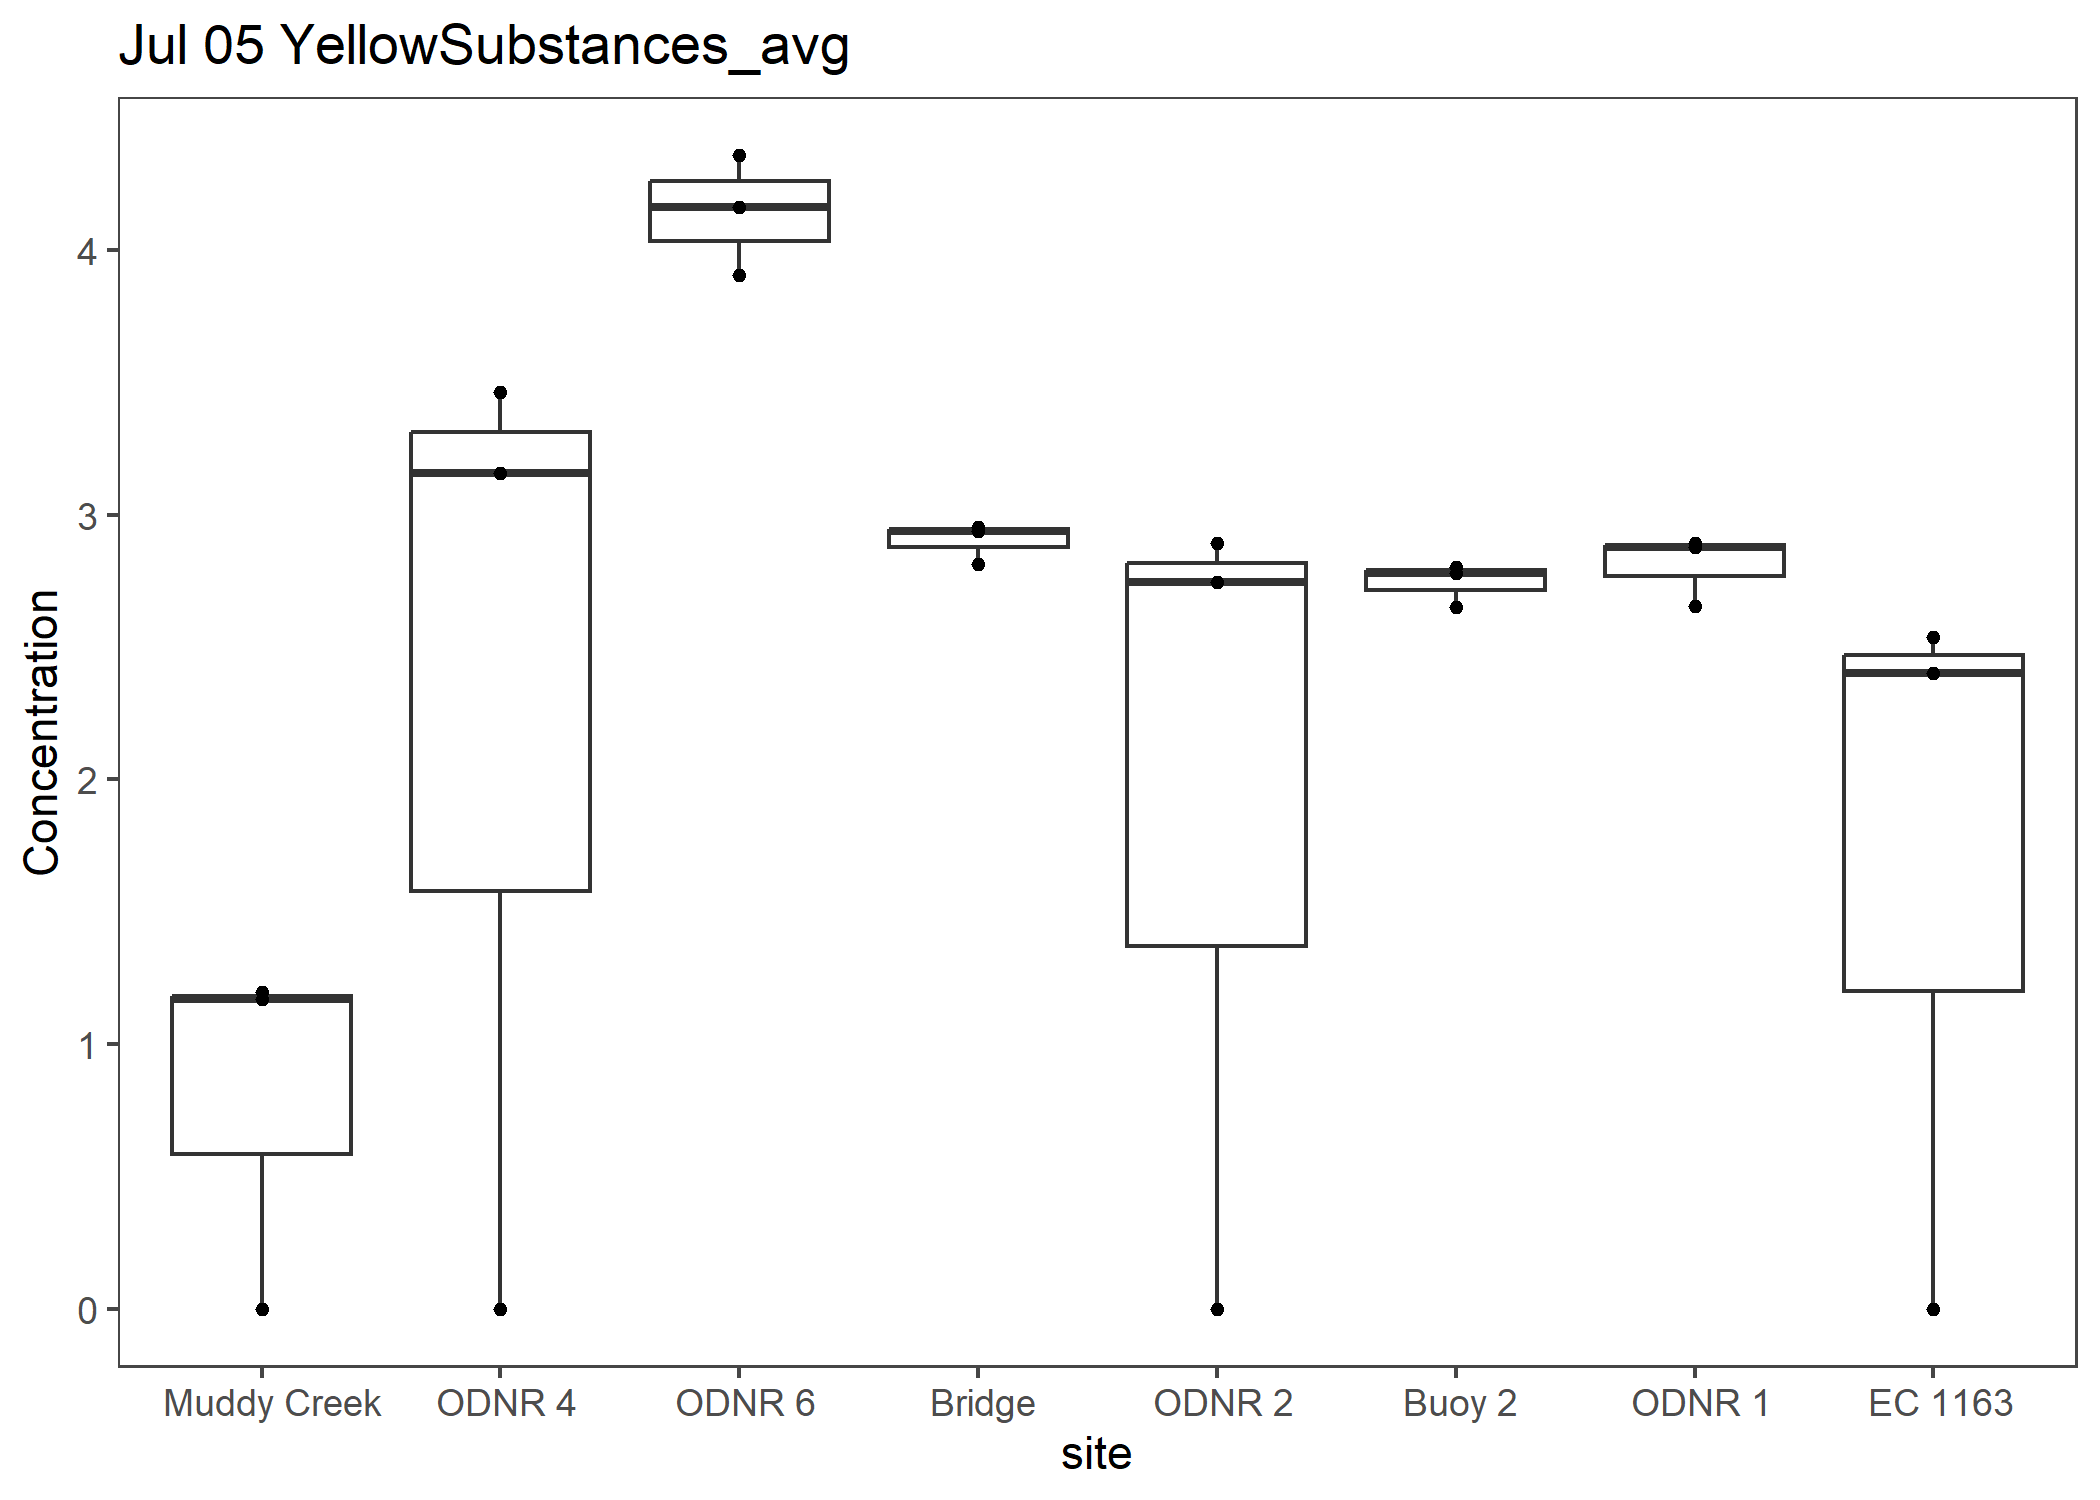 Jul 05 YellowSubstances_avg
Concentration
4
3
2
1
0
Muddy Creek ODNR 4 ODNR 6 Bridge ODNR 2 Buoy 2 ODNR 1 EC 1163
site